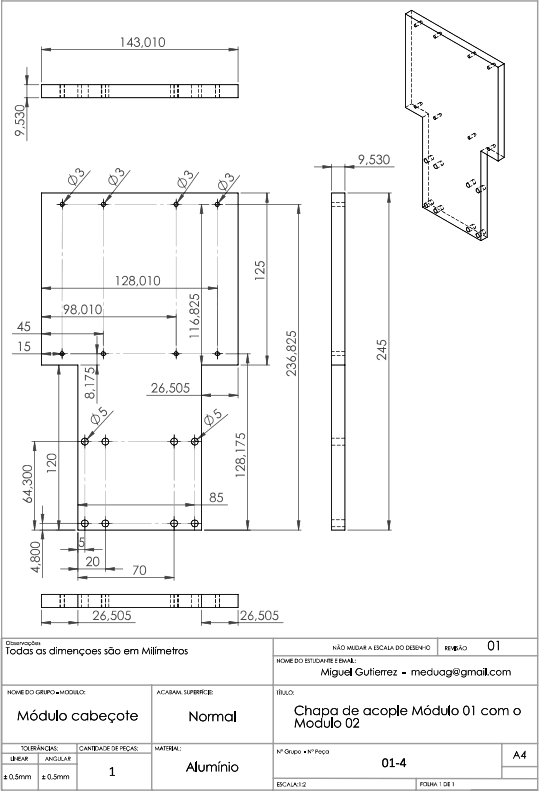 143,010
9,530
Ø3
Ø3
Ø3
Ø3
9,530
128,010
98,010
45
15
116,825
125
236,825
245
8,175
26,505
Ø5
Ø5
120
64,300
128,175
85
4,800
5
20
70
26,505
26,505
Observações
Todas as dimençoes são em Milímetros
NÃO MUDAR A ESCALA DO DESENHO
REVISÃO 01
NOME DO ESTUDANTE E EMAIL:
Miguel Gutierrez - meduag@gmail.com
NOME DO GRUPO - MODULO:
Módulo cabeçote
ACABAM. SUPERFÍCIE:
Normal
TÍTULO:
Chapa de acople Módulo 01 com o
Modulo 02
TOLERÂNCIAS:
LINEAR ANGULAR
± 0.5mm ± 0.5mm
CANTIDADE DE PEÇAS:
1
MATERIAL:
Alumínio
Nº Grupo - Nº Peça
01-4
A4
ESCALA:1:2
FOLHA 1 DE 1